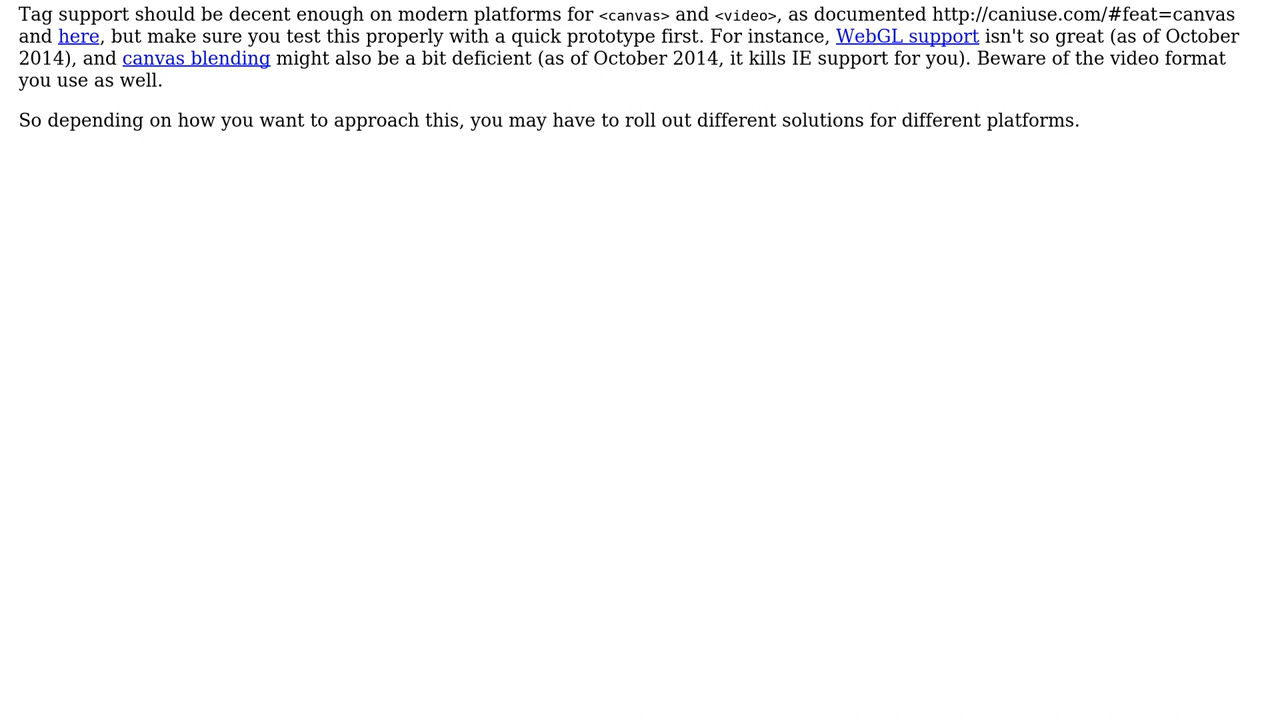 Tag support should be decent enough on modern platforms for <canvas> and <video>, as documented http://caniuse.com/#feat=canvas
and here, but make sure you test this properly with a quick prototype first. For instance, WebGL support isn't so great (as of October
2014), and canvas blending might also be a bit deficient (as of October 2014, it kills IE support for you). Beware of the video format
you use as well.
So depending on how you want to approach this, you may have to roll out different solutions for different platforms.